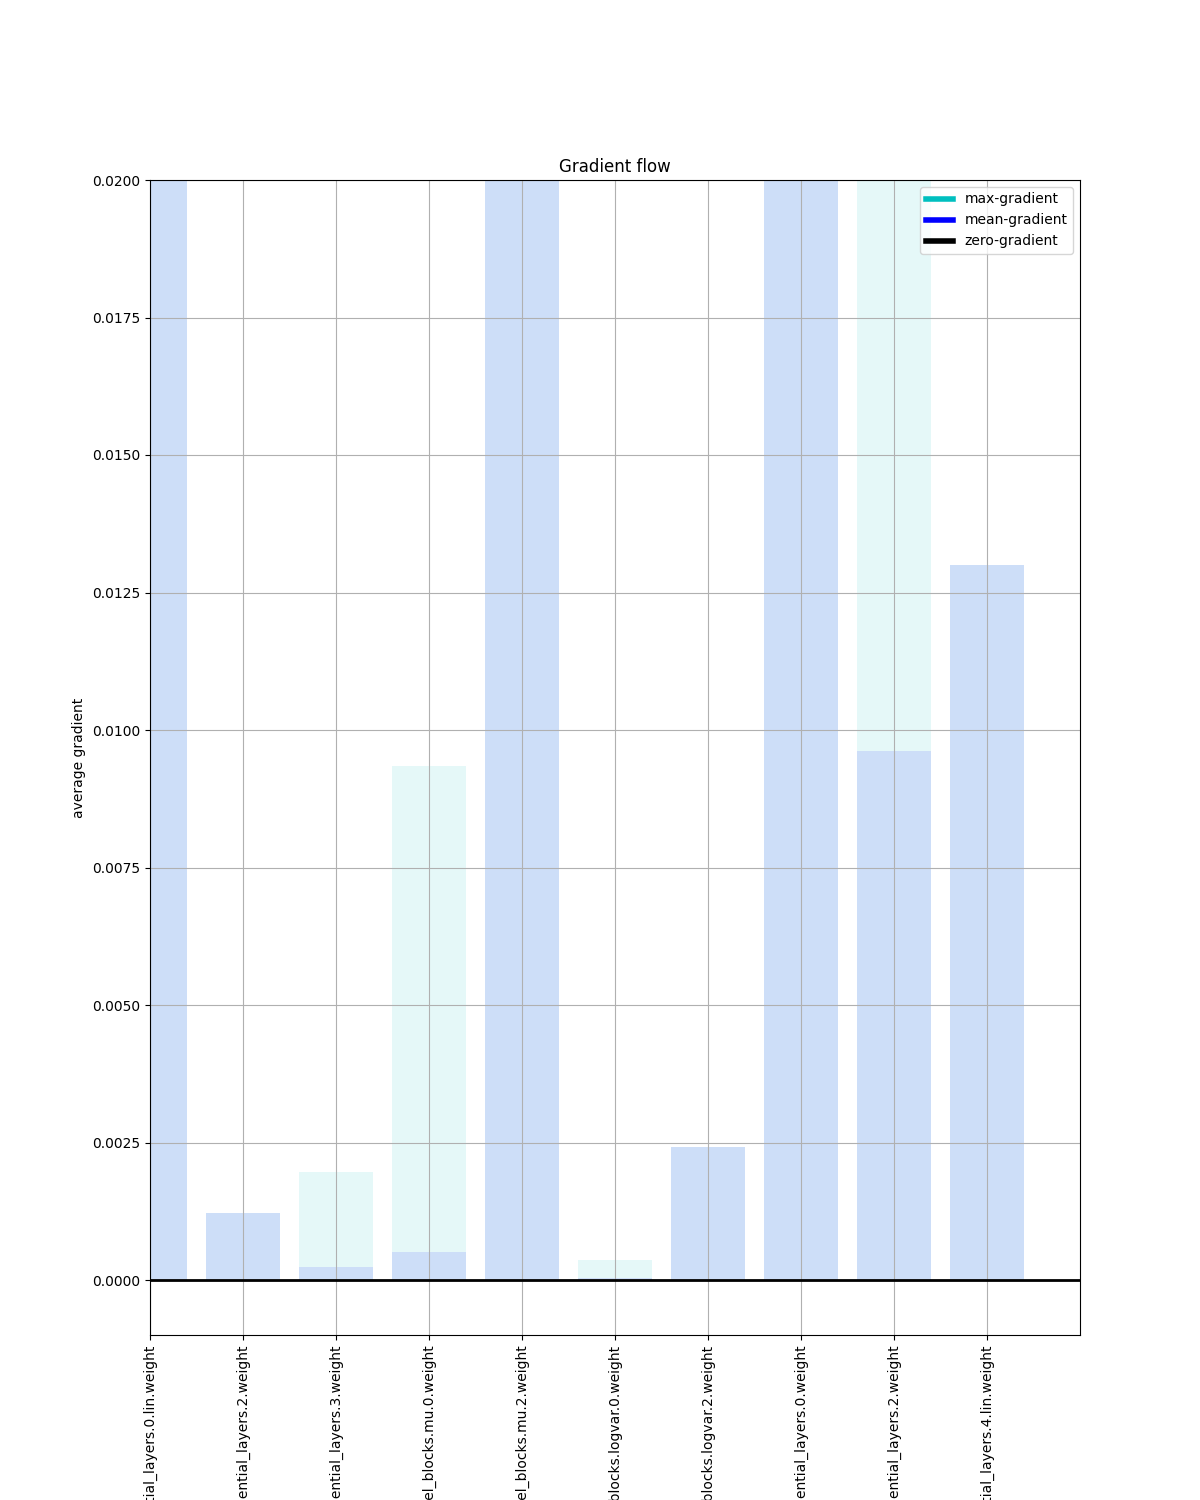 Gradient flow
max-gradient
mean-gradient
zero-gradient
0.0200
0.0175
0.0150
0.0125
0.0100
0.0075
0.0050
0.0025
0.0000
average gradient
tial_layers.0.lin.weight
ential_layers.2.weight
ential_layers.3.weight
el_blocks.mu.0.weight
el_blocks.mu.2.weight
blocks.logvar.0.weight
blocks.logvar.2.weight
ential_layers.0.weight
ential_layers.2.weight
tial_layers.4.lin.weight